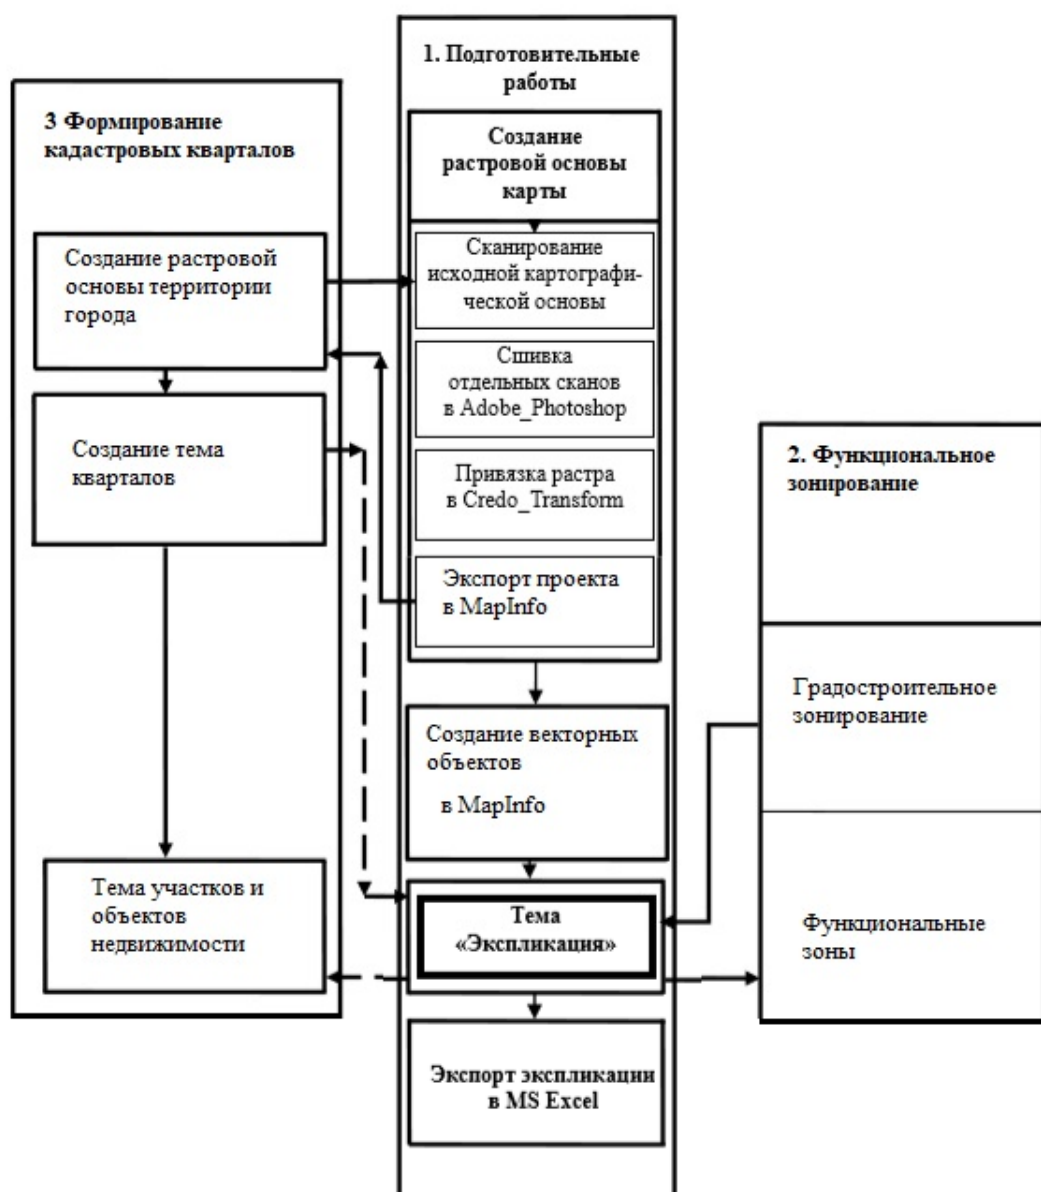 1. Подготовительные
работы
Создание
растровой основы
карты
Сканирование
исходной картографи-
ческой основы
Сшивка
отдельных сканов
в Adobe_Photoshop
Привязка растра
в Credo_Transform
Экспорт проекта
в MapInfo
Создание векторных
объектов
в MapInfo
Тема
«Экспликация»
Экспорт экспликации
в MS Excel
2. Функциональное
зонирование
Градостроительное
зонирование
Функциональные
зоны
3 Формирование
кадастровых кварталов
Создание растровой
основы территории
города
Создание тема
кварталов
Тема участков и
объектов
недвижимости